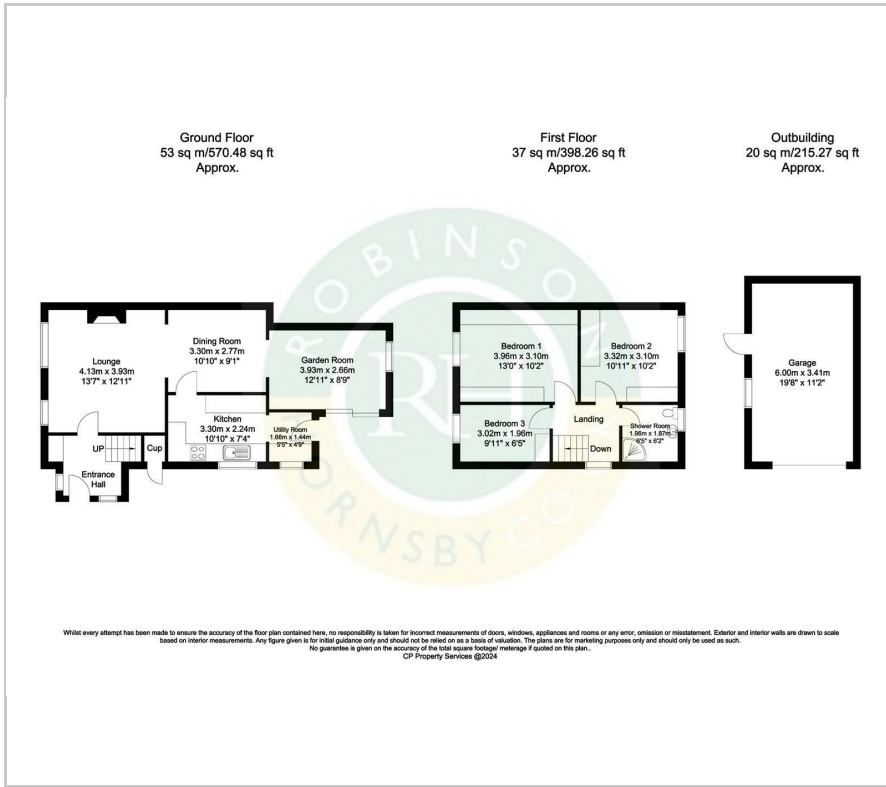 Ground Floor
53 sq m/570.48 sq ft
Approx.
First Floor
37 sq m/398.26 sq ft
Approx.
Outbuilding
20 sq m/215.27 sq ft
Approx.
ROBINSON
RH
HORNSBY CO
Lounge
4.13m x 3.93m
13'7" x 12'11"
Dining Room
3.30m x 2.77m
10'10" x 9'1"
Garden Room
3.93m x 2.66m
12'11" x 8'9"
Kitchen
3.30m x 2.24m
10'10" x 7'4"
Utility Room
1.66m x 1.44m
5'5" x 4'9"
UP
Cup
Entrance
Hall
Bedroom 1
3.96m x 3.10m
13'0" x 10'2"
Bedroom 2
3.32m x 3.10m
10'11" x 10'2"
Bedroom 3
3.02m x 1.96m
9'11" x 6'5"
Landing
Down
Shower Room
1.96m x 1.87m
6'5" x 6'2"
Garage
6.00m x 3.41m
19'8" x 11'2"
Whilst every attempt has been made to ensure the accuracy of the floor plan contained here, no responsibility is taken for incorrect measurements of doors, windows, appliances and rooms or any error, omission or misstatement. Exterior and interior walls are drawn to scale
based on interior measurements. Any figure given is for initial guidance only and should not be relied on as a basis of valuation. The plans are for marketing purposes only and should only be used as such.
No guarantee is given on the accuracy of the total square footage/ meterage if quoted on this plan..
CP Property Services @2024